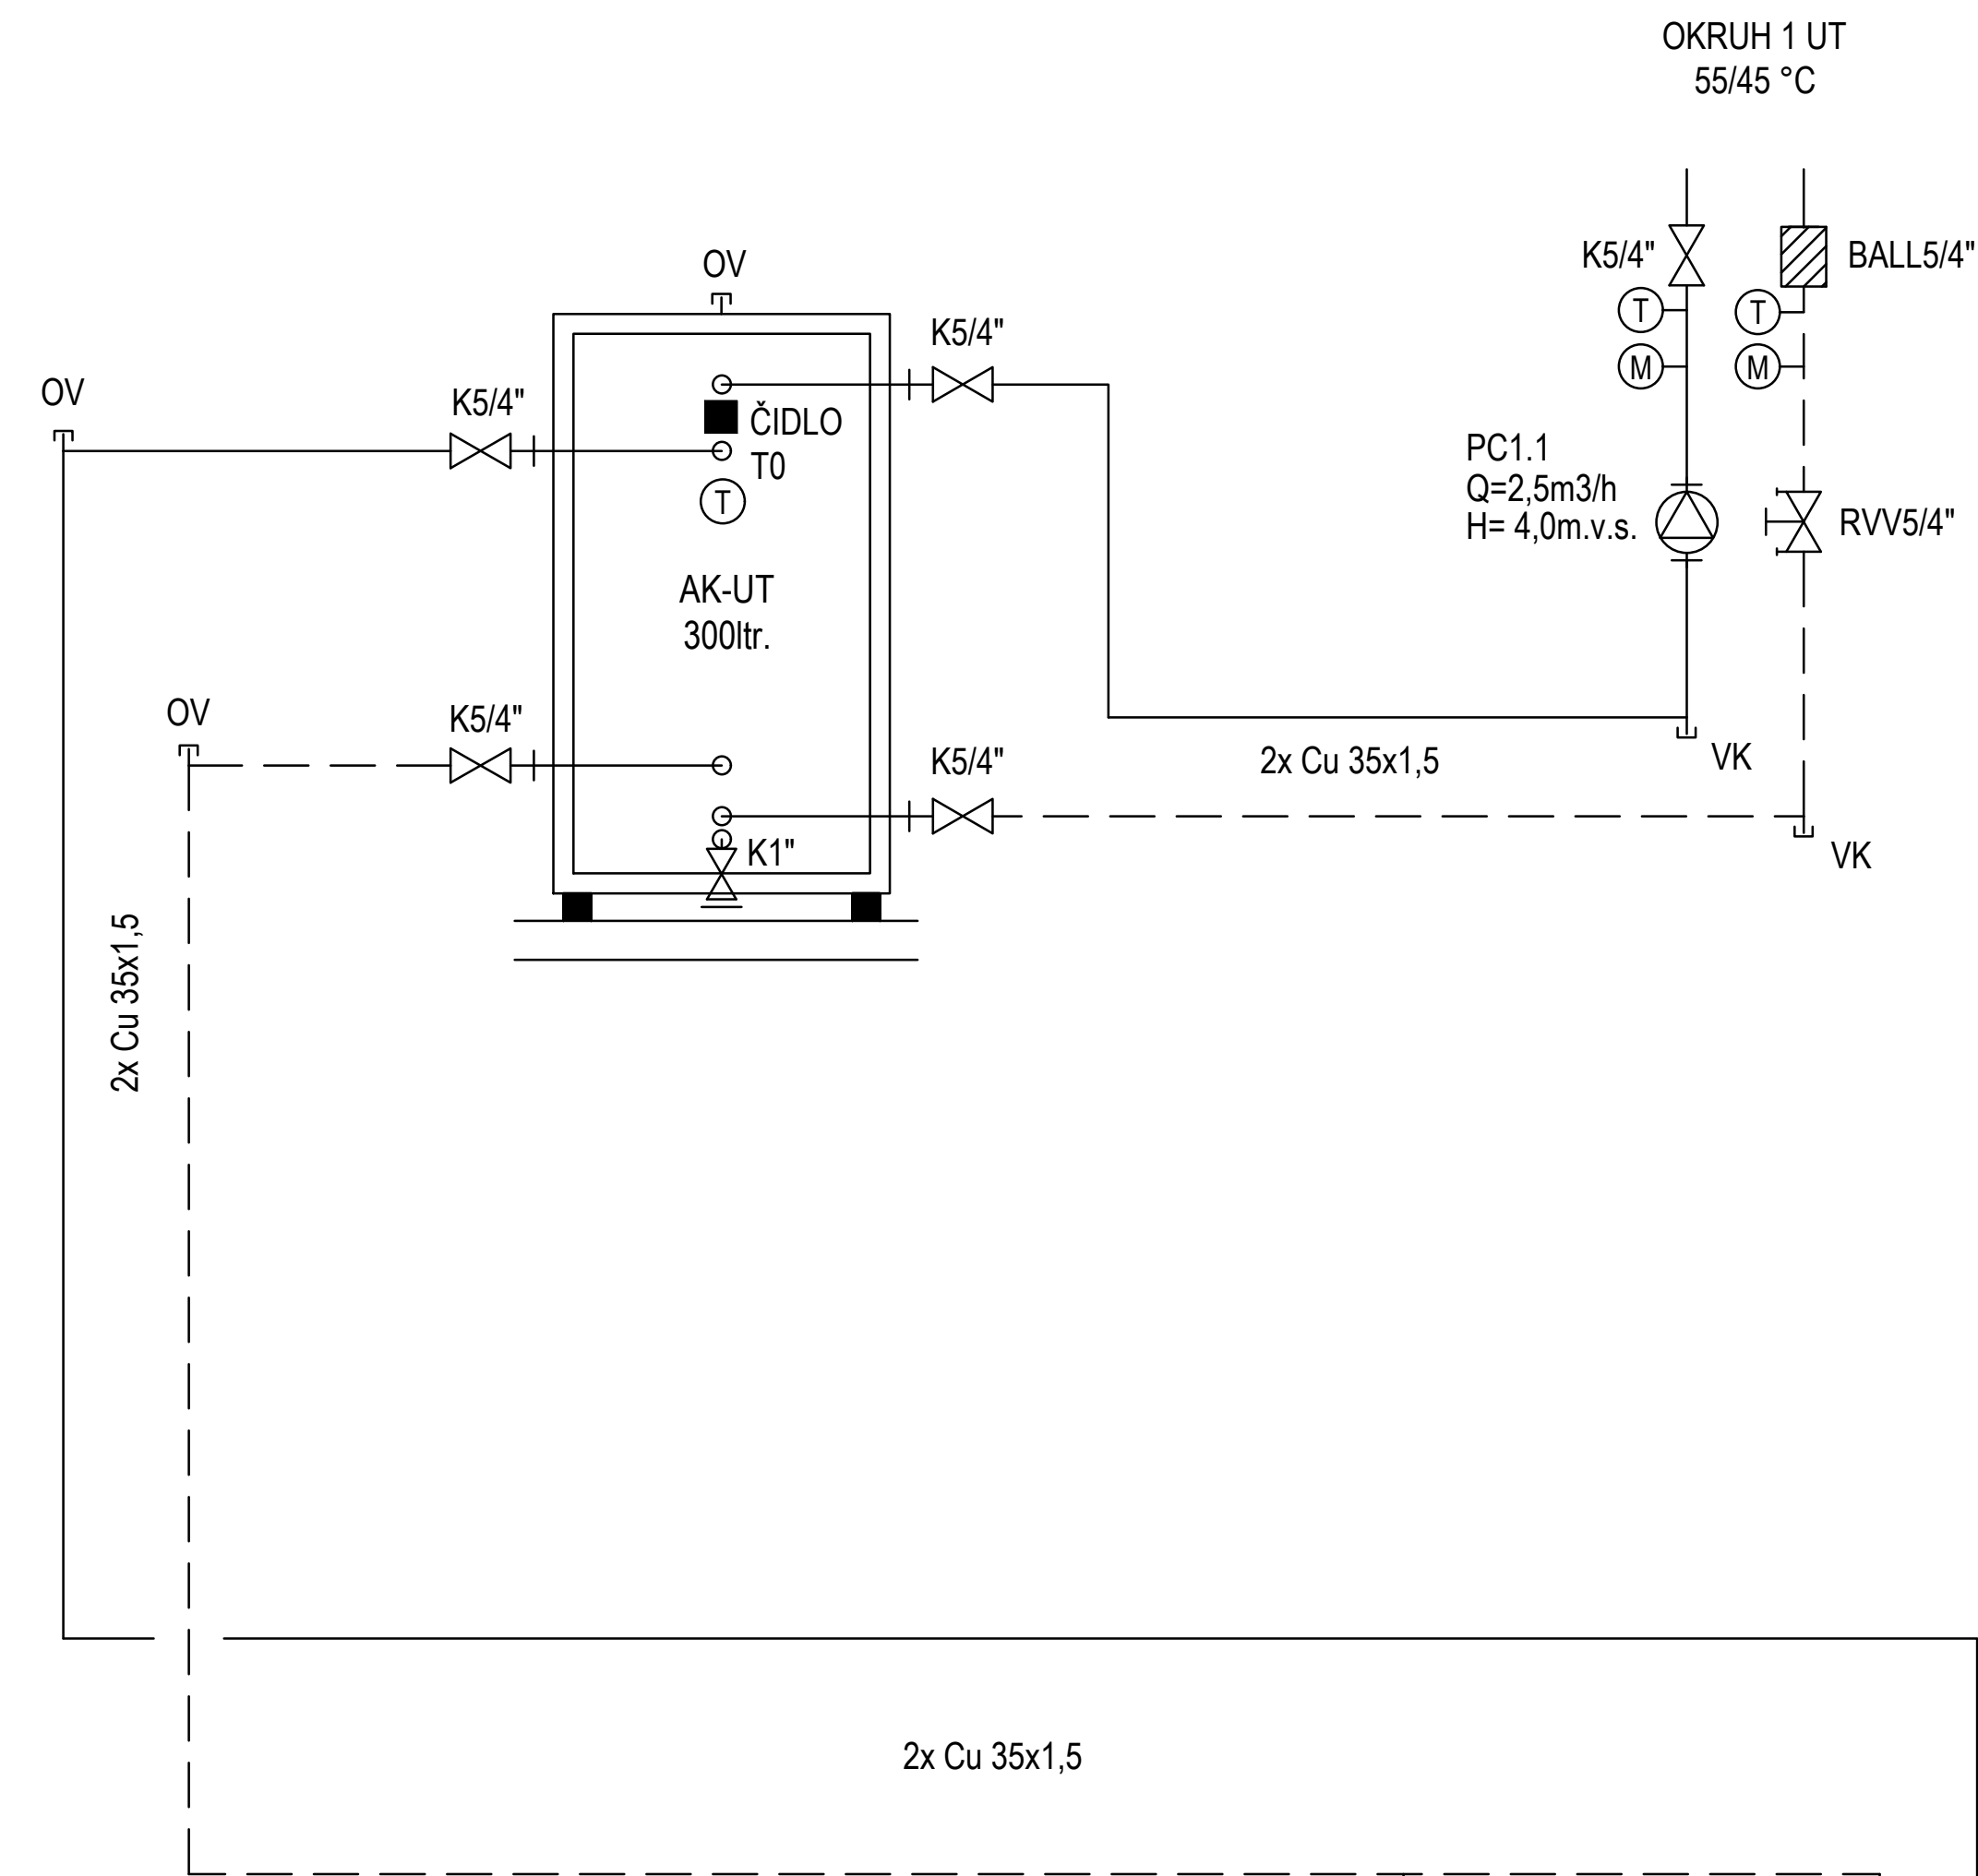 OKRUH 1 UT
55/45 °C
OV
K5/4"
BALL5/4"
K5/4"
T
T
M
M
OV
K5/4"
ČIDLO
T0
T
PC1.1
Q=2,5m3/h
H= 4,0m.v.s.
RVV5/4"
AK-UT
300ltr.
OV
K5/4"
K5/4"
2x Cu 35x1,5
VK
K1"
VK
2x Cu 35x1,5
2x Cu 35x1,5